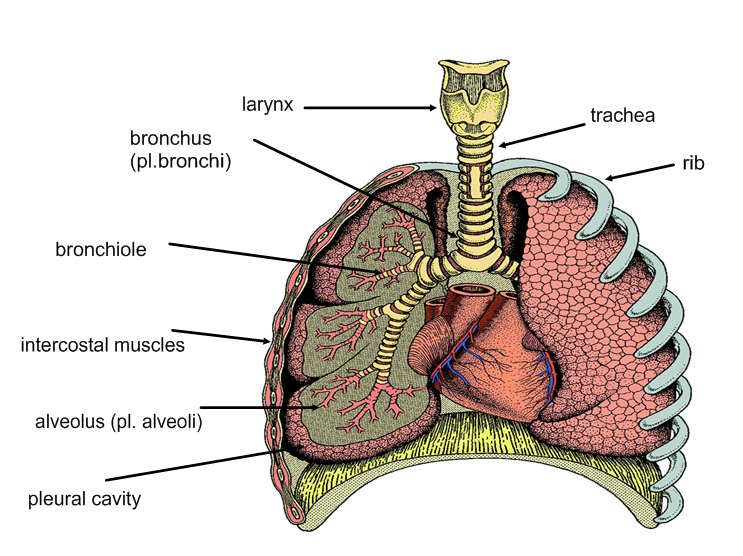 larynx
trachea
bronchus
(pl.bronchi)
rib
bronchiole
intercostal muscles
alveolus (pl. alveoli)
pleural cavity